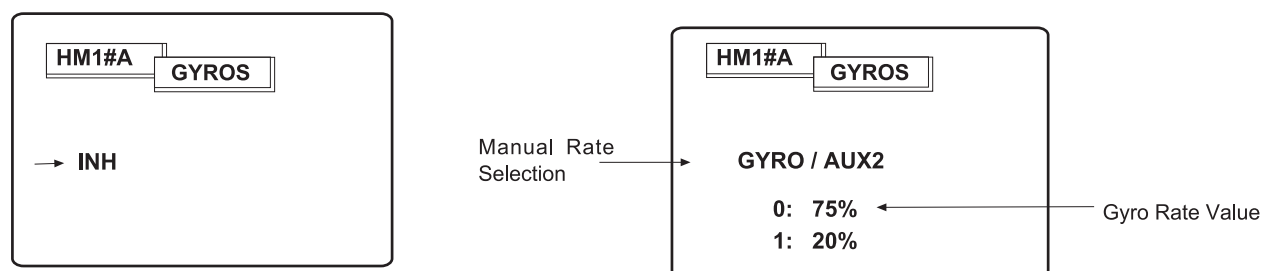 HM1#A
GYROS
INH
HM1#A
GYROS
Manual Rate
Selection
GYRO / AUX2
0: 75%
1: 20%
Gyro Rate Value